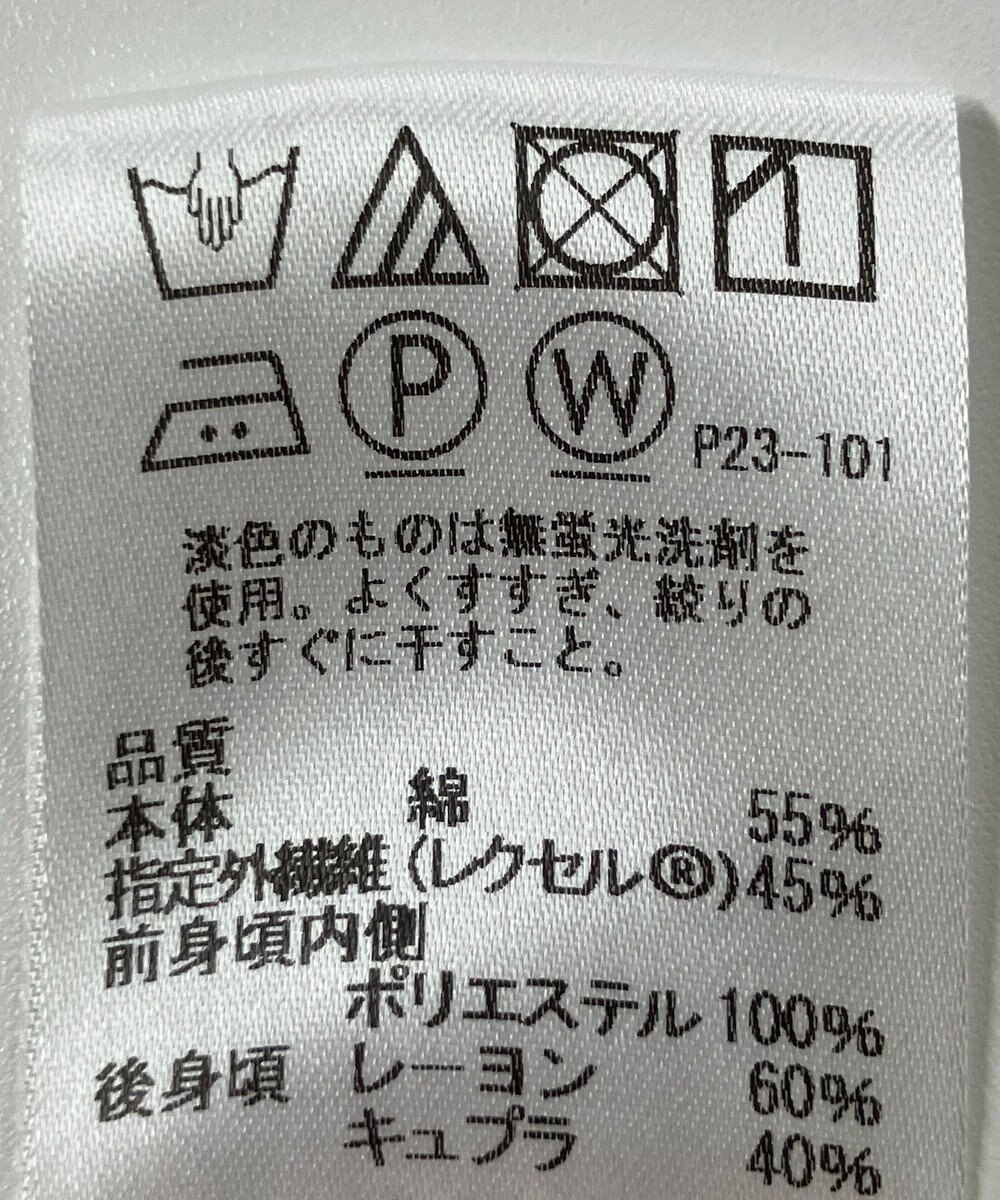 P
W
P23-101
淡色のものは無蛍光洗剤を
使用。よくすすぎ、絞りの
後すぐに干すこと。
品質
本体 綿 55%
指定外繊維(レクセル®)45%
前身頃内側
ポリエステル 100%
後身頃 レーヨン 60%
キュプラ 40%